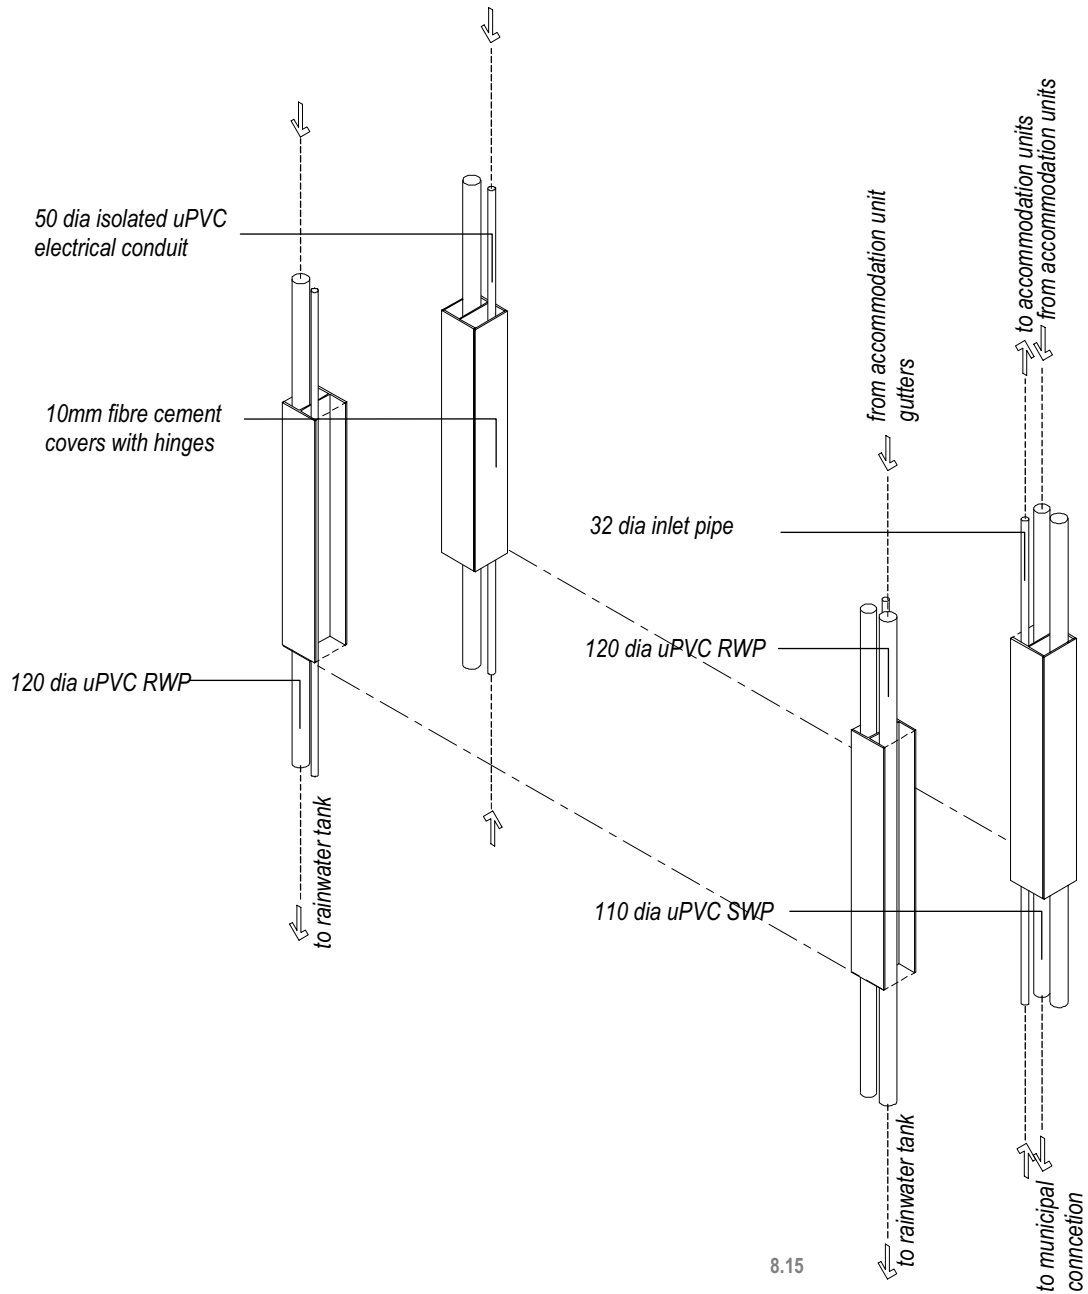 50 dia isolated uPVC
electrical conduit
10mm fibre cement
covers with hinges
120 dia uPVC RWP
to rainwater tank
from accommodation unit
gutters
to accommodation units
from accommodation units
32 dia inlet pipe
120 dia uPVC RWP
110 dia uPVC SWP
to rainwater tank
to municipal
conncetion
8.15